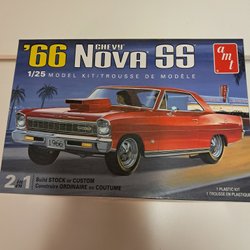 '66 CHEVY NOVA SS
amt
1/25 MODEL KIT/TROUSSE DE MODÈLE
1966
2 in 1
Build STOCK or CUSTOM
Construire ORDINAIRE ou COUTUME
1 PLASTIC KIT
1 TROUSSE EN PLASTIQUE